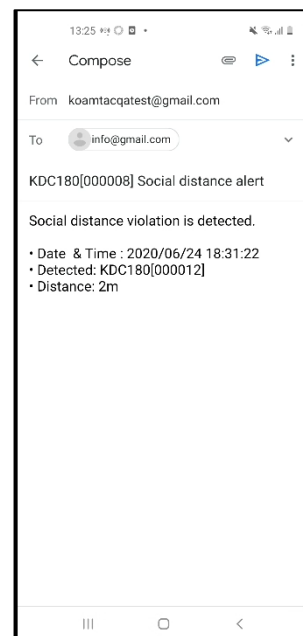 13:25
Compose
From koamtacqatest@gmail.com
To info@gmail.com
KDC180[000008] Social distance alert
Social distance violation is detected.
• Date & Time : 2020/06/24 18:31:22
• Detected: KDC180[000012]
• Distance: 2m